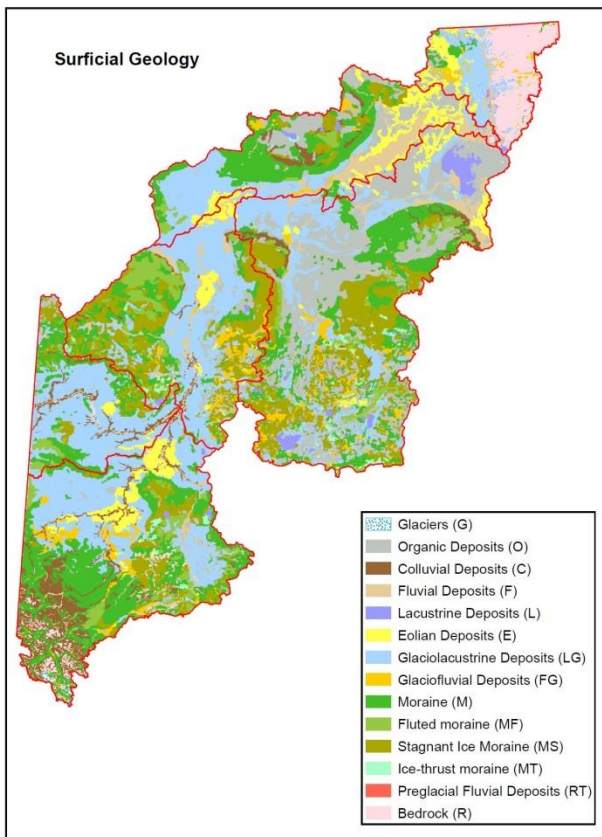 Surficial Geology
Glaciers (G)
Organic Deposits (O)
Colluvial Deposits (C)
Fluvial Deposits (F)
Lacustrine Deposits (L)
Eolian Deposits (E)
Glaciolacustrine Deposits (LG)
Glaciofluvial Deposits (FG)
Moraine (M)
Fluted moraine (MF)
Stagnant Ice Moraine (MS)
Ice-thrust moraine (MT)
Preglacial Fluvial Deposits (RT)
Bedrock (R)